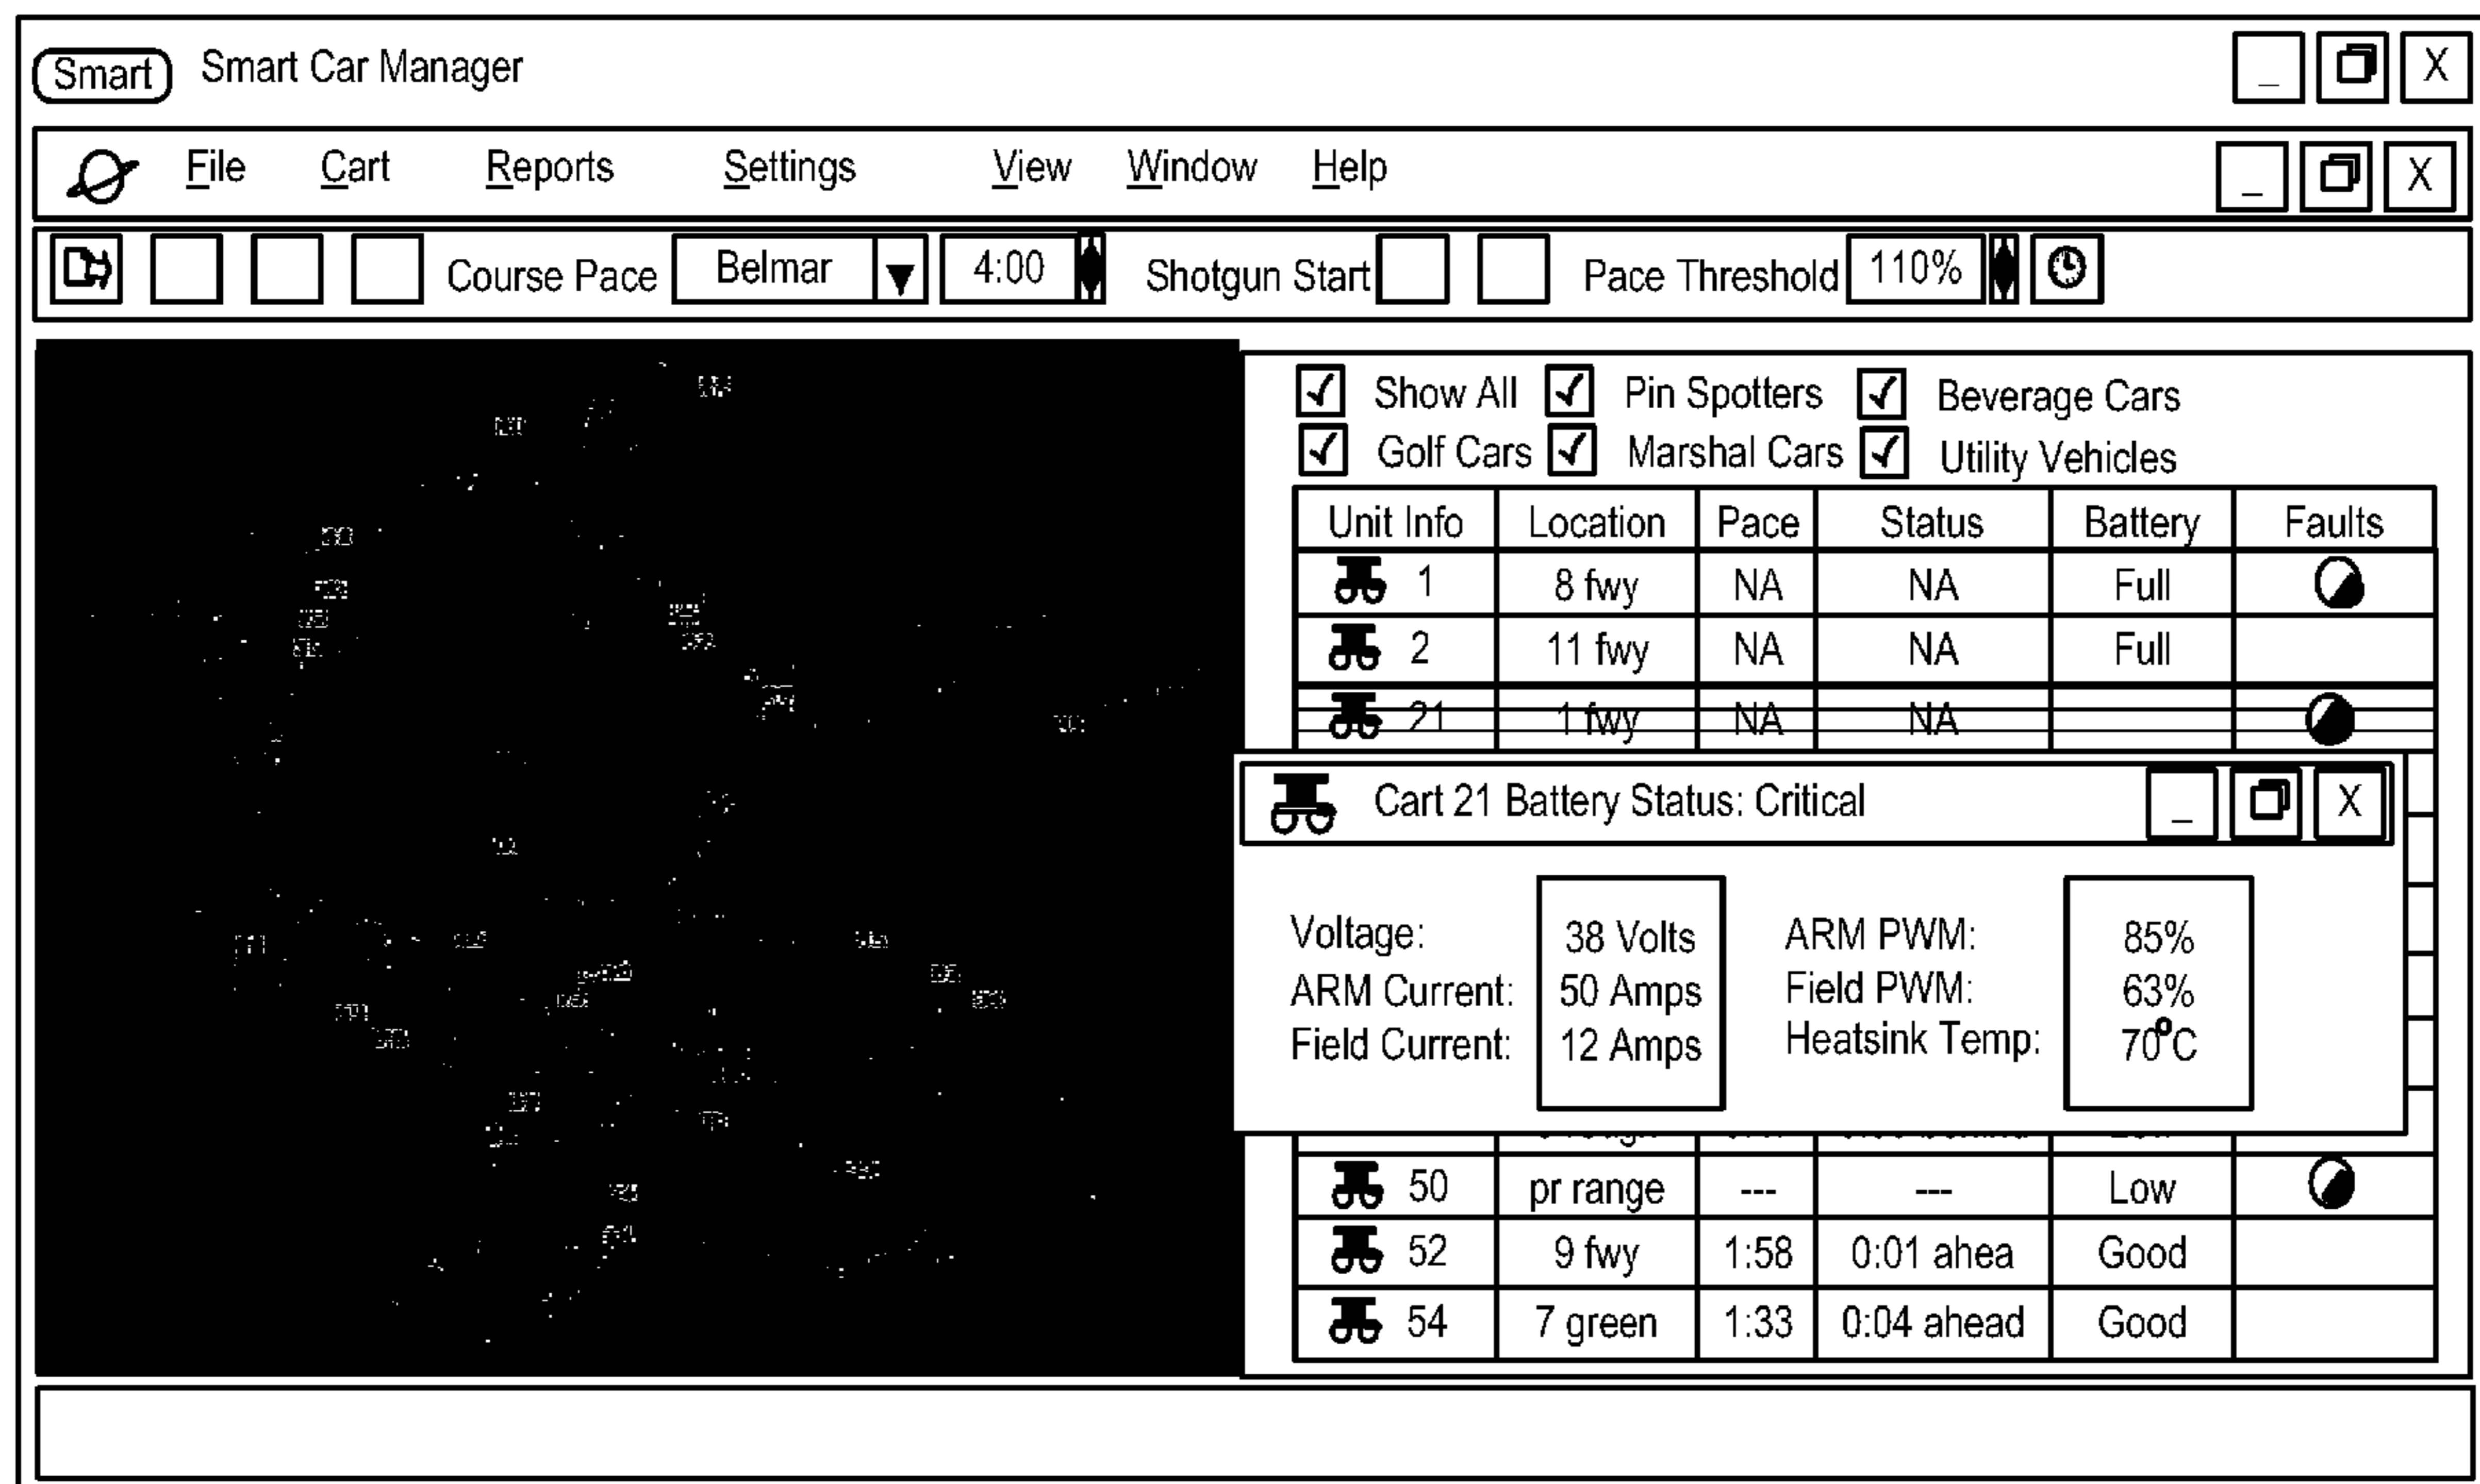 Smart Smart Car Manager _ X
File Cart Reports Settings View Window Help _ X
Course Pace Belmar 4:00 Shotgun Start Pace Threshold 110%
Show All Pin Spotters Beverage Cars
Golf Cars Marshal Cars Utility Vehicles
Unit Info Location Pace Status Battery Faults
1 8 fwy NA NA Full
2 11 fwy NA NA Full
21 1 fwy NA NA
Cart 21 Battery Status: Critical _ X
Voltage: 38 Volts ARM PWM: 85%
ARM Current: 50 Amps Field PWM: 63%
Field Current: 12 Amps Heatsink Temp: 70°C
50 pr range --- --- Low
52 9 fwy 1:58 0:01 ahea Good
54 7 green 1:33 0:04 ahead Good